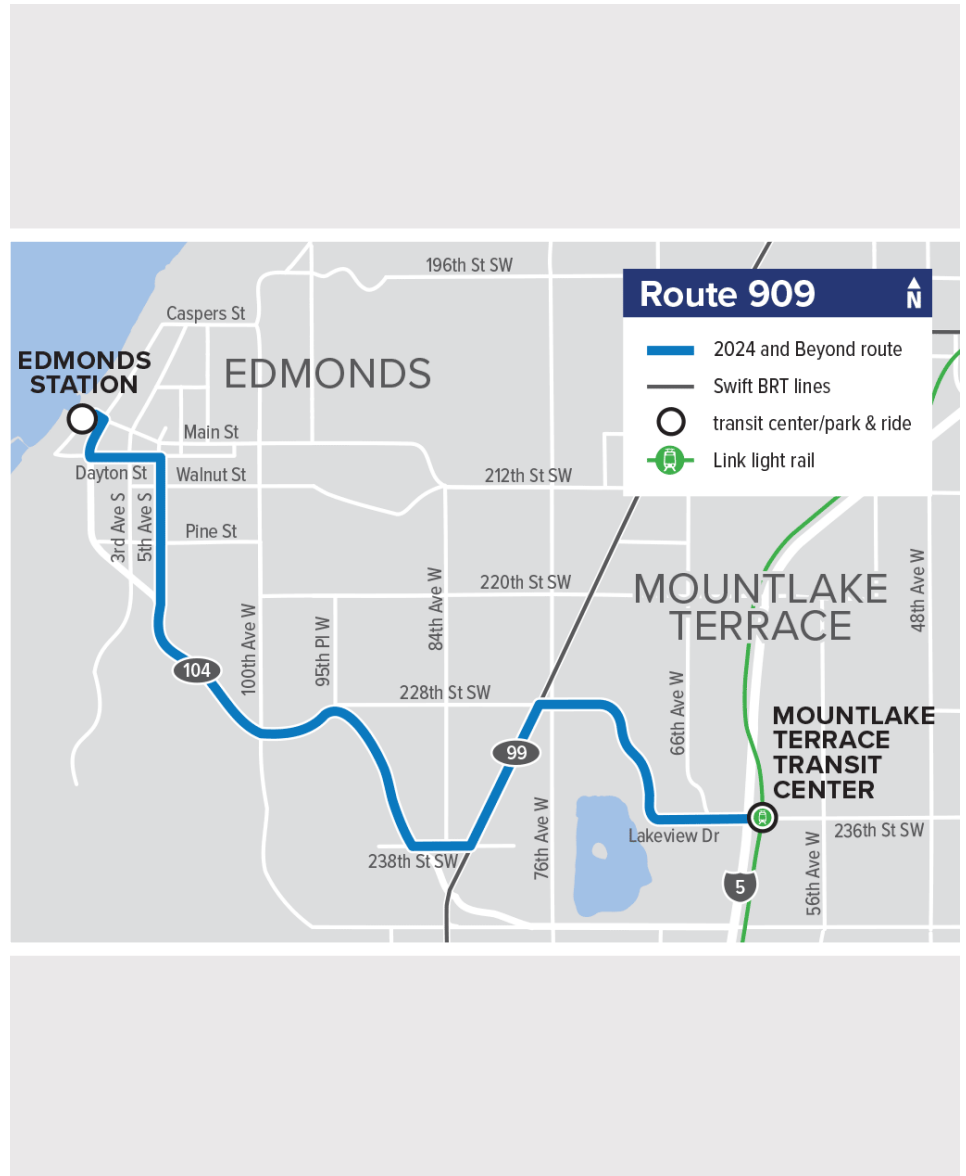 196th St SW
Route 909
N
2024 and Beyond route
Swift BRT lines
transit center/park & ride
Link light rail
Caspers St
EDMONDS
STATION
EDMONDS
Main St
Dayton St
Walnut St
212th St SW
3rd Ave S
5th Ave S
Pine St
220th St SW
MOUNTLAKE
TERRACE
48th Ave W
84th Ave W
100th Ave W
95th Pl W
104
228th St SW
66th Ave W
99
MOUNTLAKE
TERRACE
TRANSIT
CENTER
76th Ave W
Lakeview Dr
236th St SW
238th St SW
5
56th Ave W